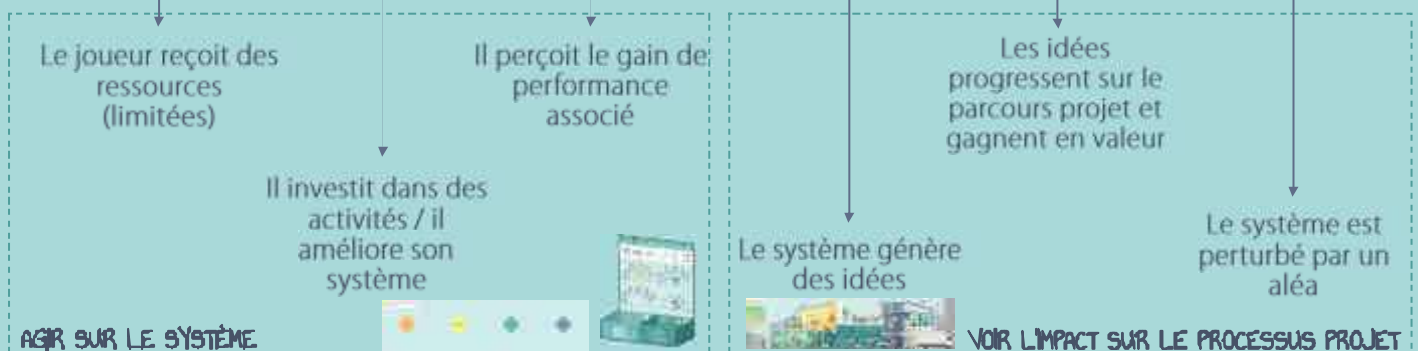 Le joueur reçoit des
ressources
(limitées)
Il investit dans des
activités / il
améliore son
système
Il perçoit le gain de
performance
associé
AGIR SUR LE SYSTÈME
Le système génère
des idées
Les idées
progressent sur le
parcours projet et
gagnent en valeur
Le système est
perturbé par un
aléa
VOIR L'IMPACT SUR LE PROCESSUS PROJET